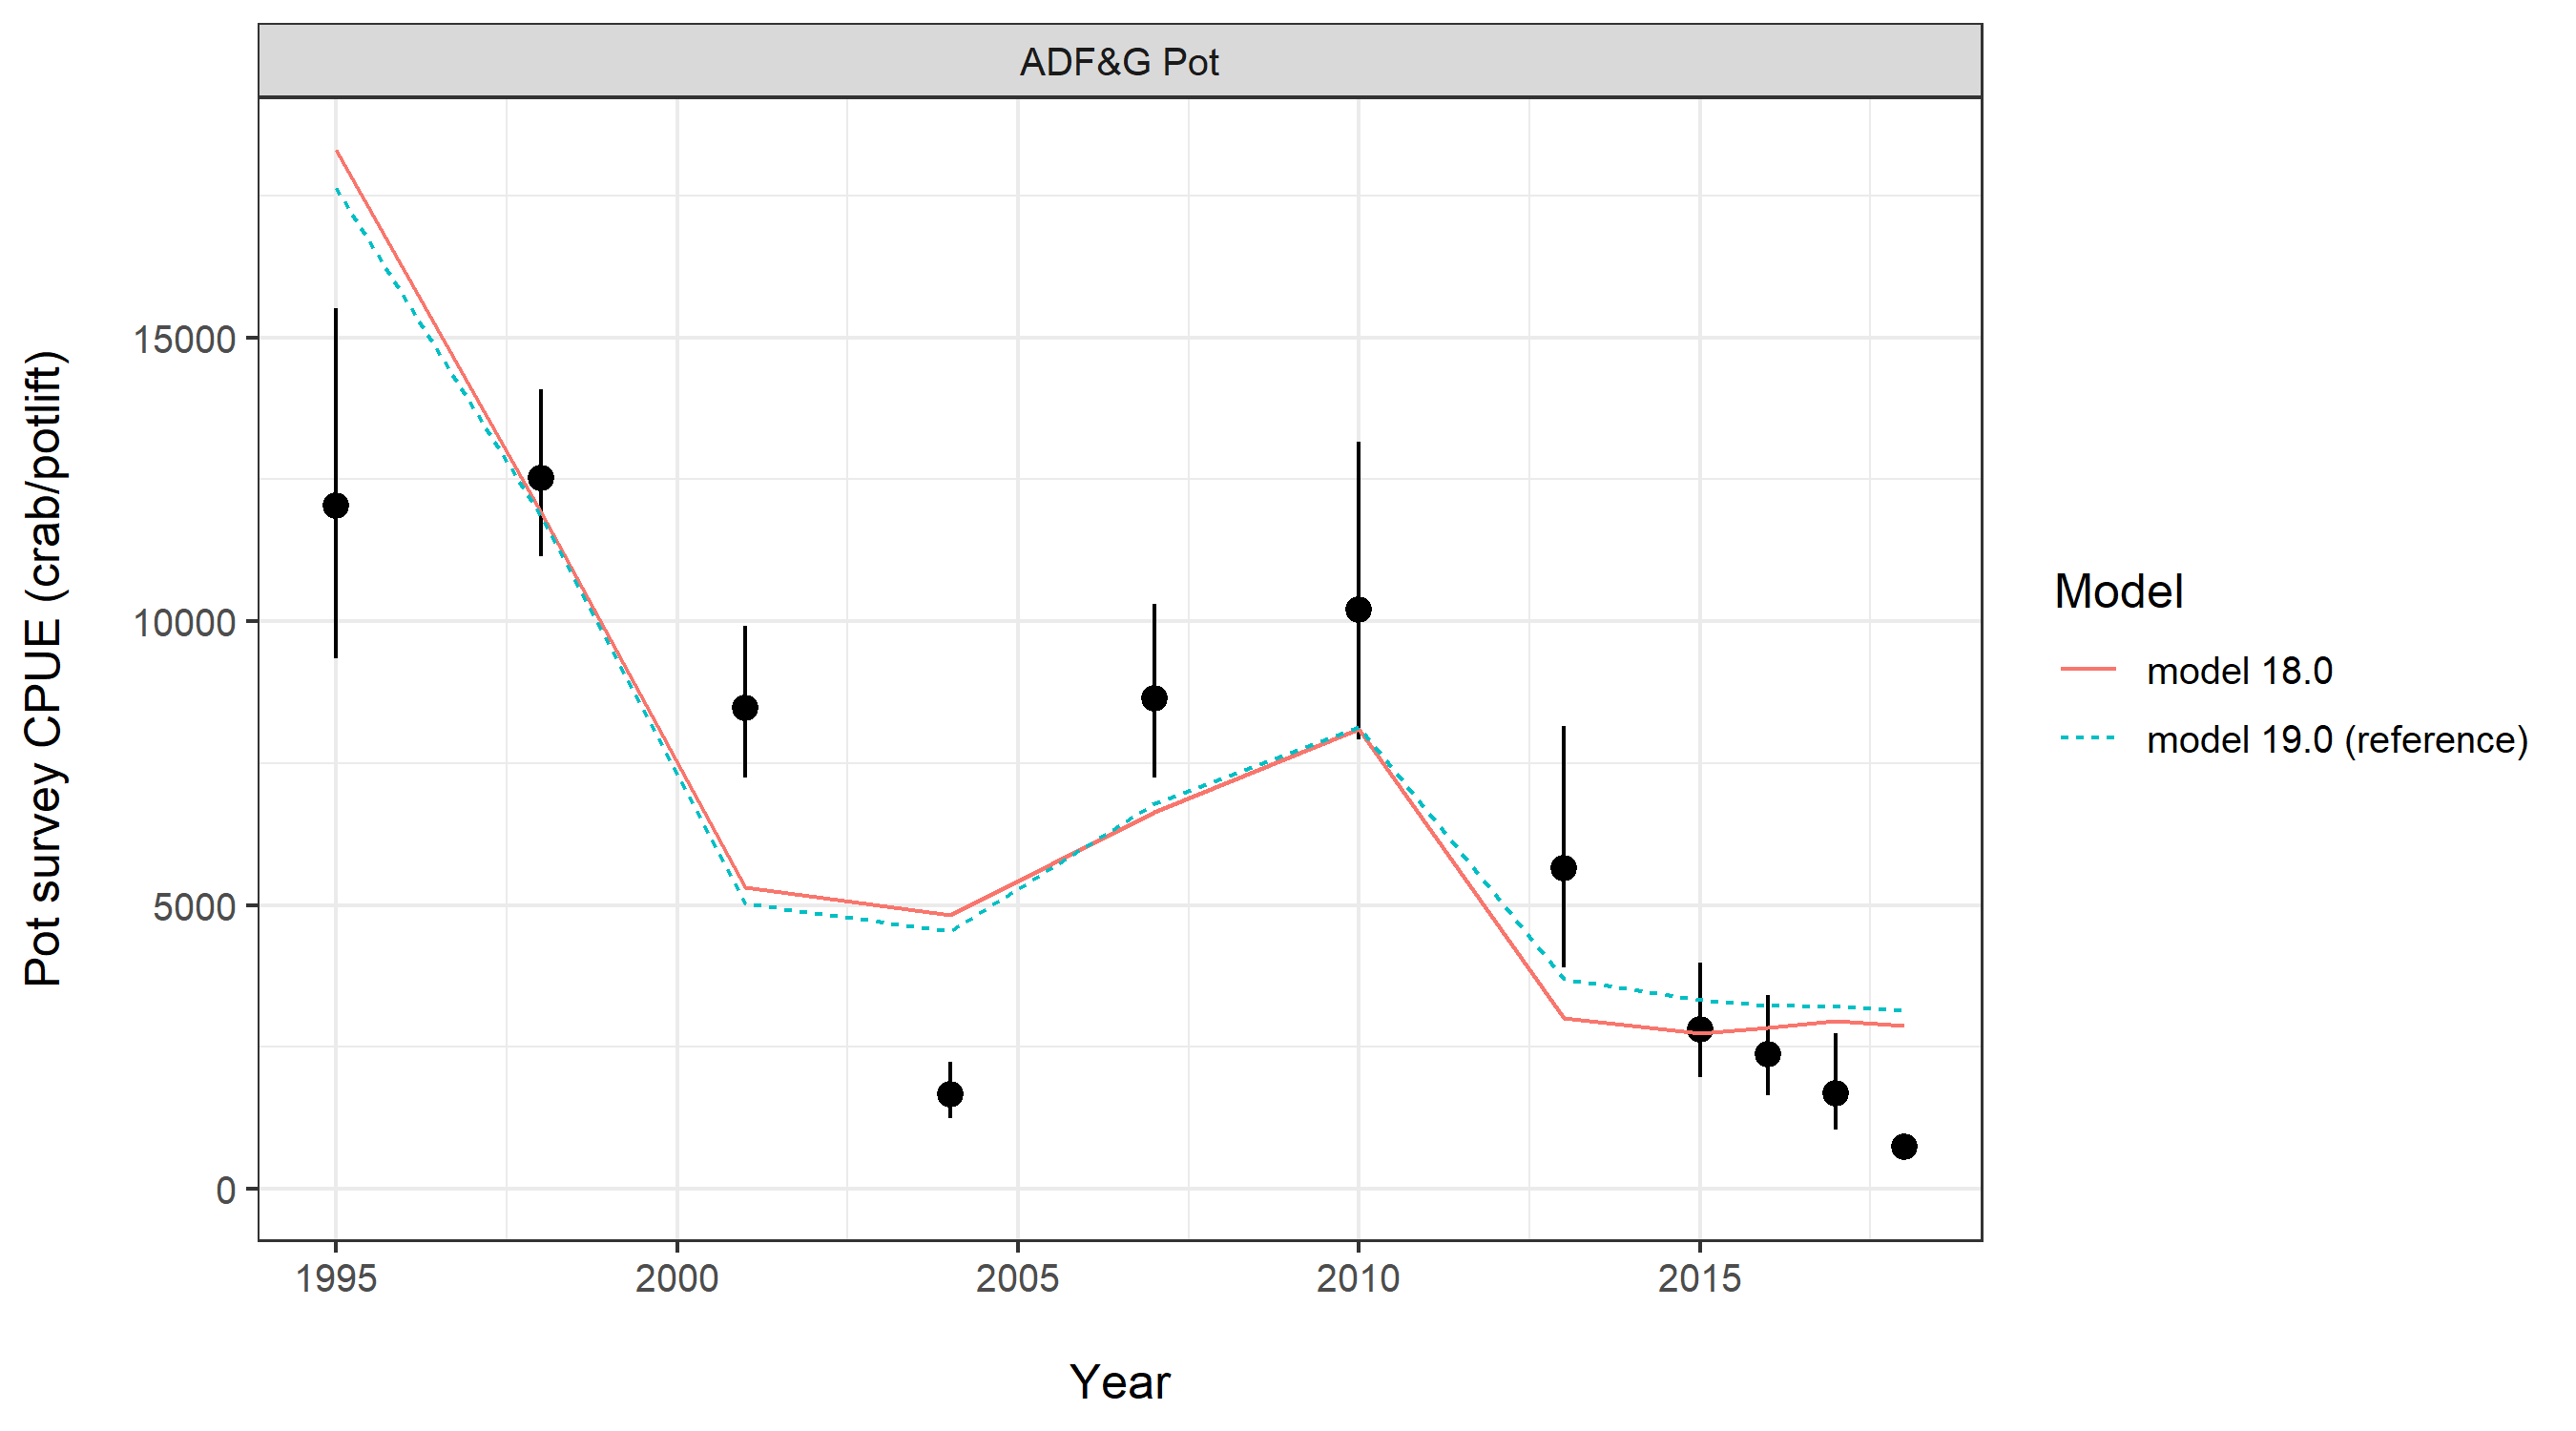 ADF&G Pot
Pot survey CPUE (crab/potlift)
15000
10000
5000
0
1995 2000 2005 2010 2015
Year
Model
model 18.0
model 19.0 (reference)